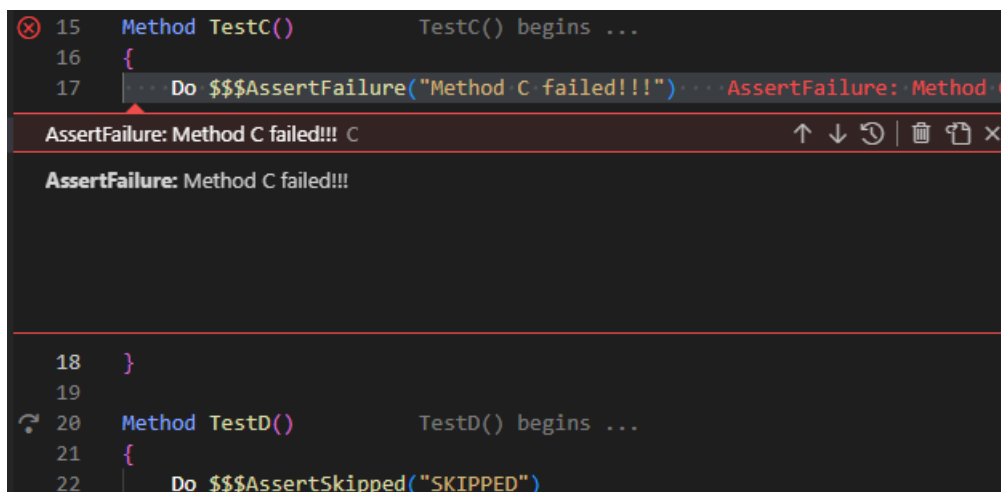 15 Method TestC() TestC() begins ...
16 {
17 Do $$$AssertFailure("Method C failed!!!") AssertFailure: Method
AssertFailure: Method C failed!!! C
AssertFailure: Method C failed!!!
18 }
19
20 Method TestD() TestD() begins ...
21 {
22 Do $$$AssertSkipped("SKIPPED")